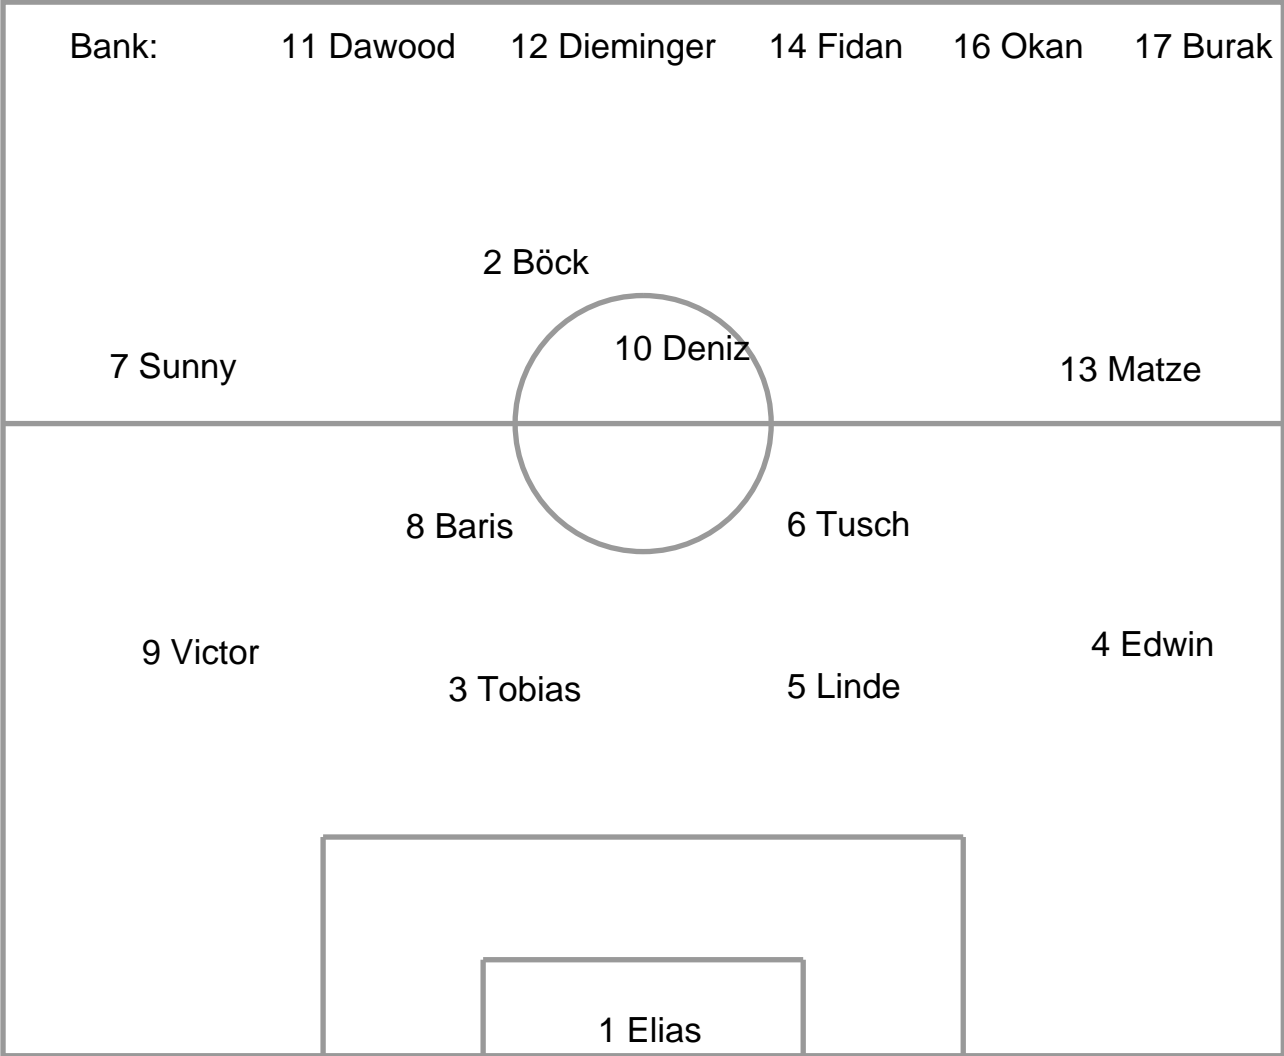 Bank: 11 Dawood 12 Dieminger 14 Fidan 16 Okan 17 Burak
2 Böck
10 Deniz
7 Sunny 13 Matze
8 Baris 6 Tusch
9 Victor 4 Edwin
3 Tobias 5 Linde
1 Elias